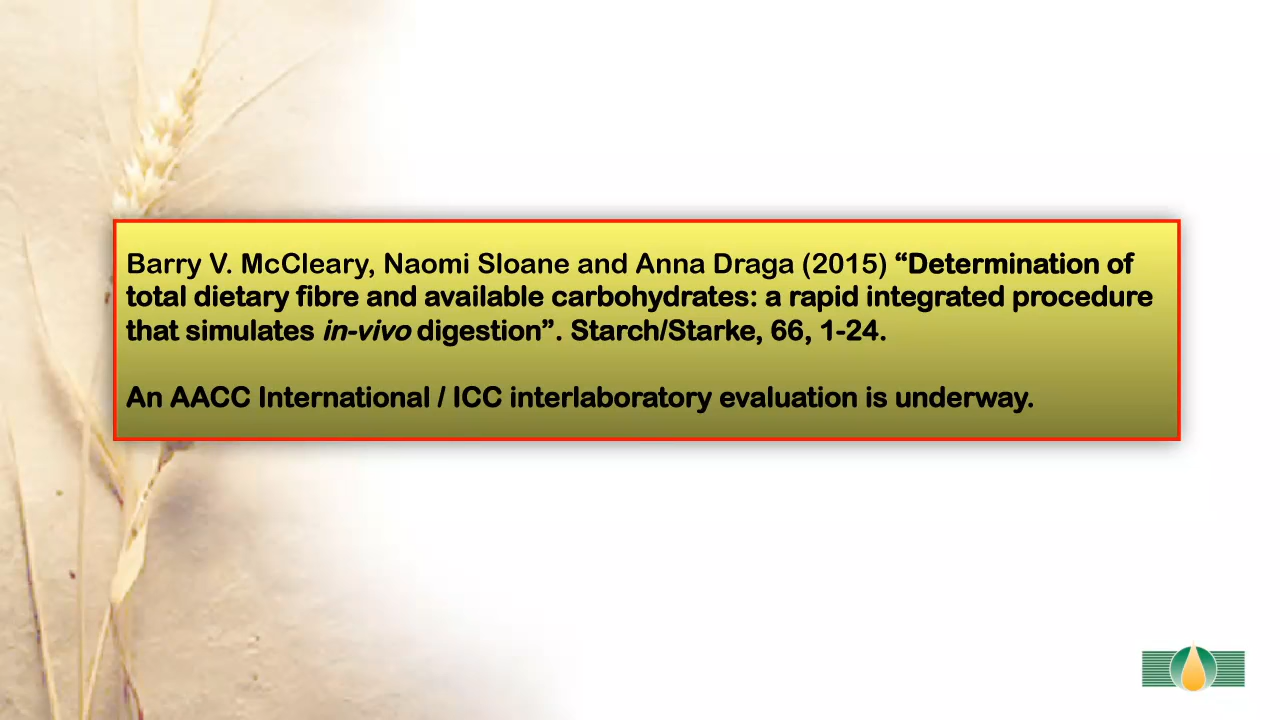 Barry V. McCleary, Naomi Sloane and Anna Draga (2015) “Determination of
total dietary fibre and available carbohydrates: a rapid integrated procedure
that simulates in-vivo digestion”. Starch/Starke, 66, 1-24.
An AACC International / ICC interlaboratory evaluation is underway.